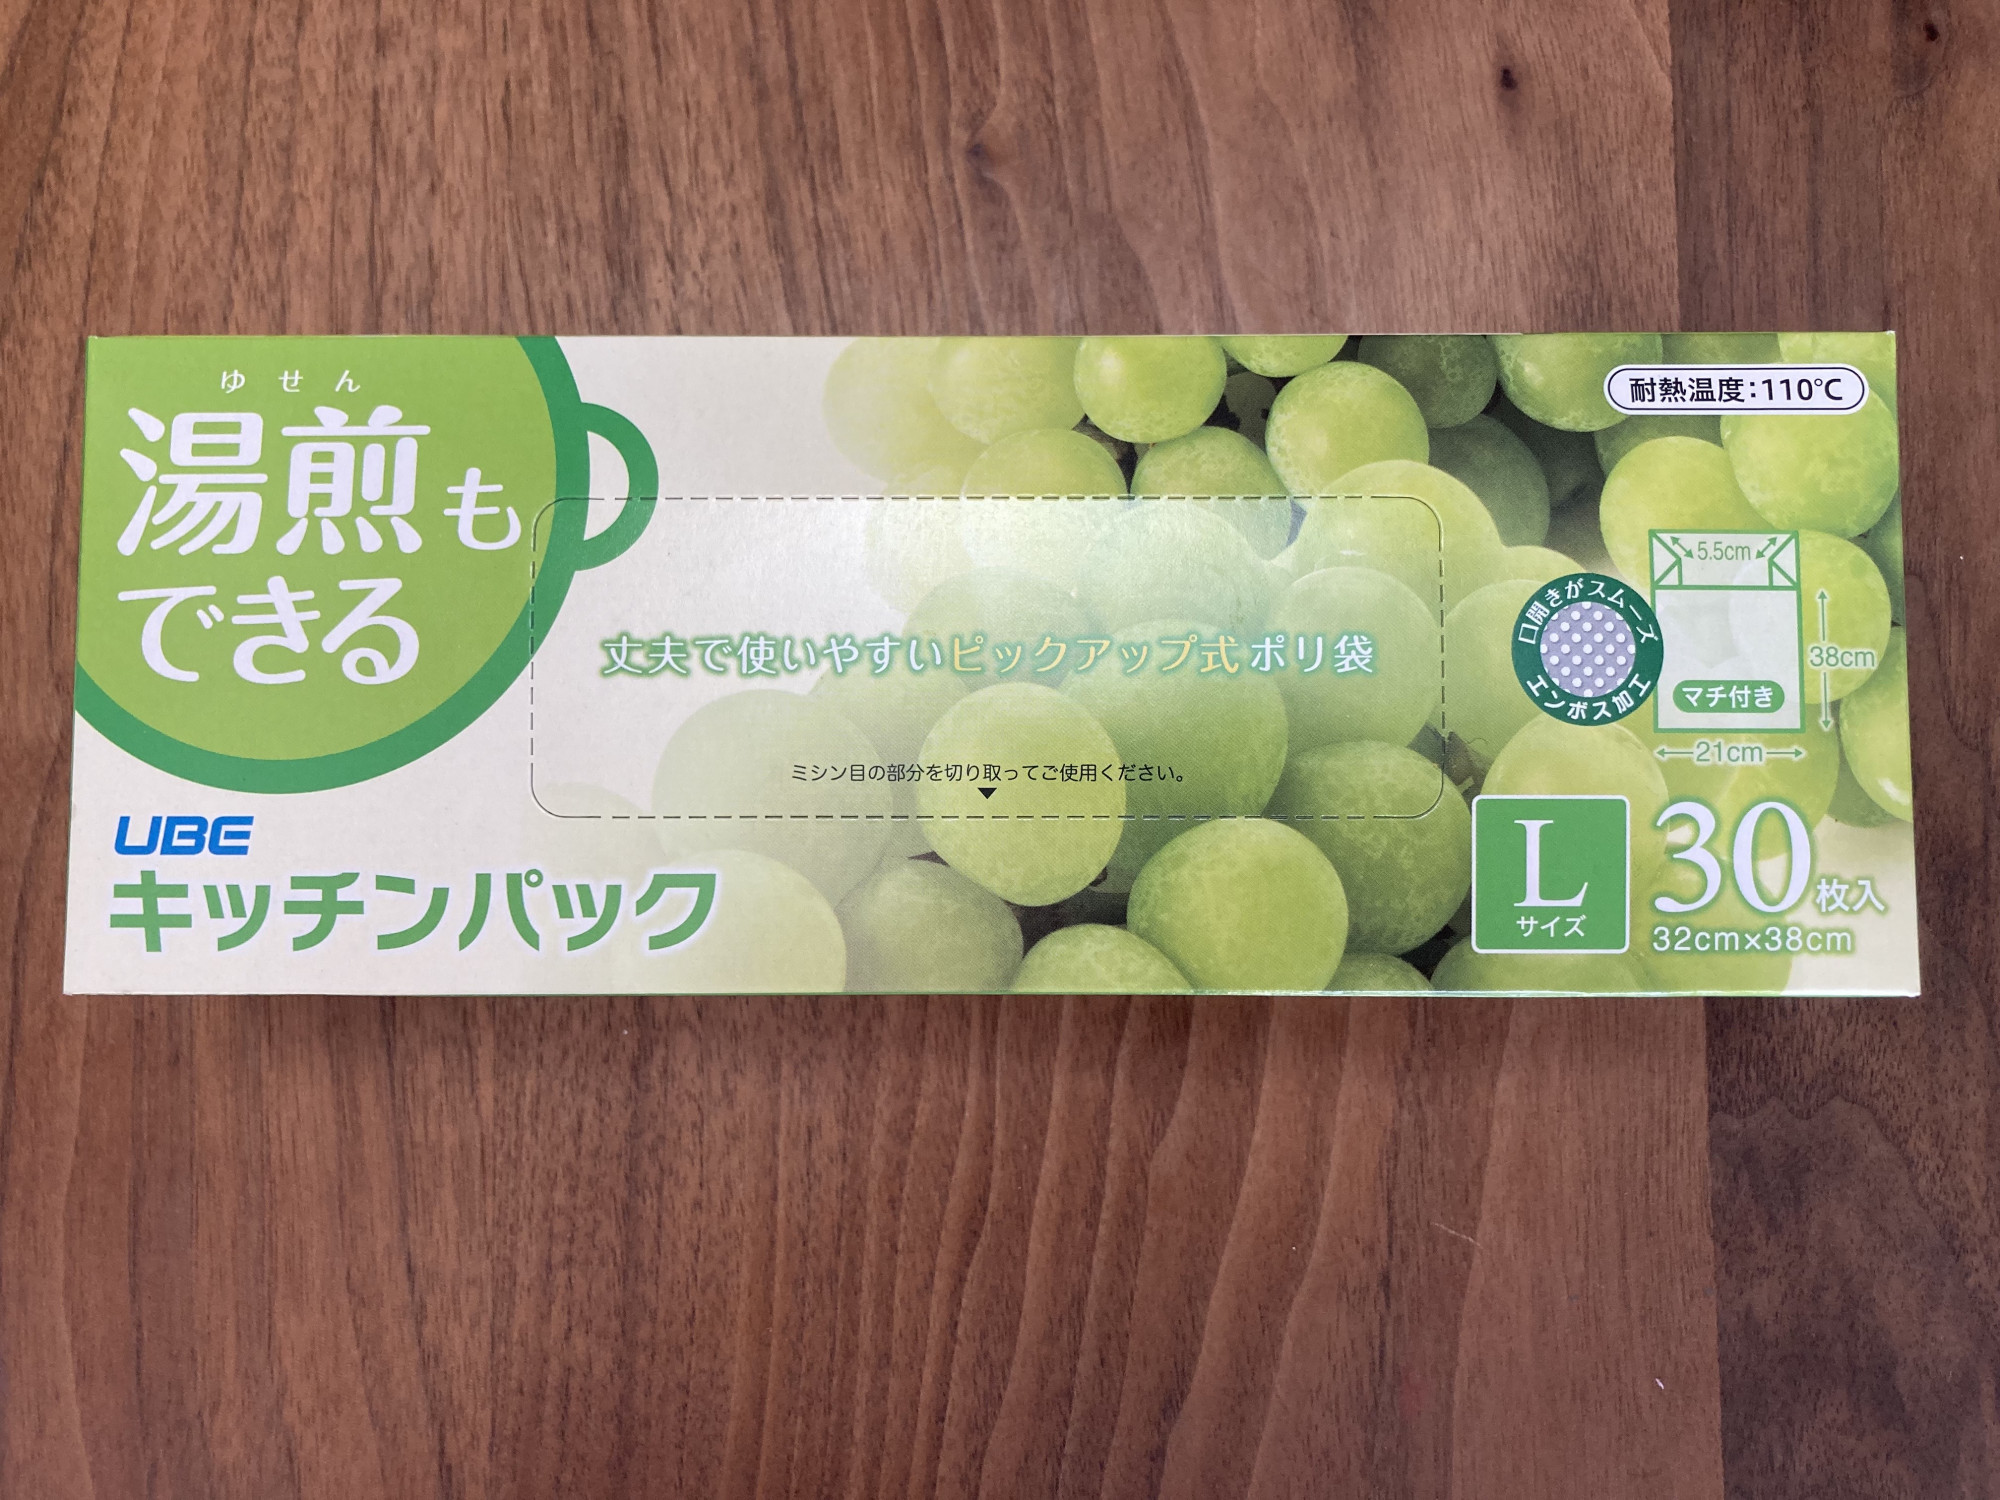 ゆせん
湯煎も
できる
UBE
キッチンパック
丈夫で使いやすいピックアップ式ポリ袋
ミシン目の部分を切り取ってご使用ください。
耐熱温度:110℃
口開きがスムーズ
エンボス加工
5.5cm
38cm
マチ付き
21cm
L
サイズ
30枚入
32cm×38cm